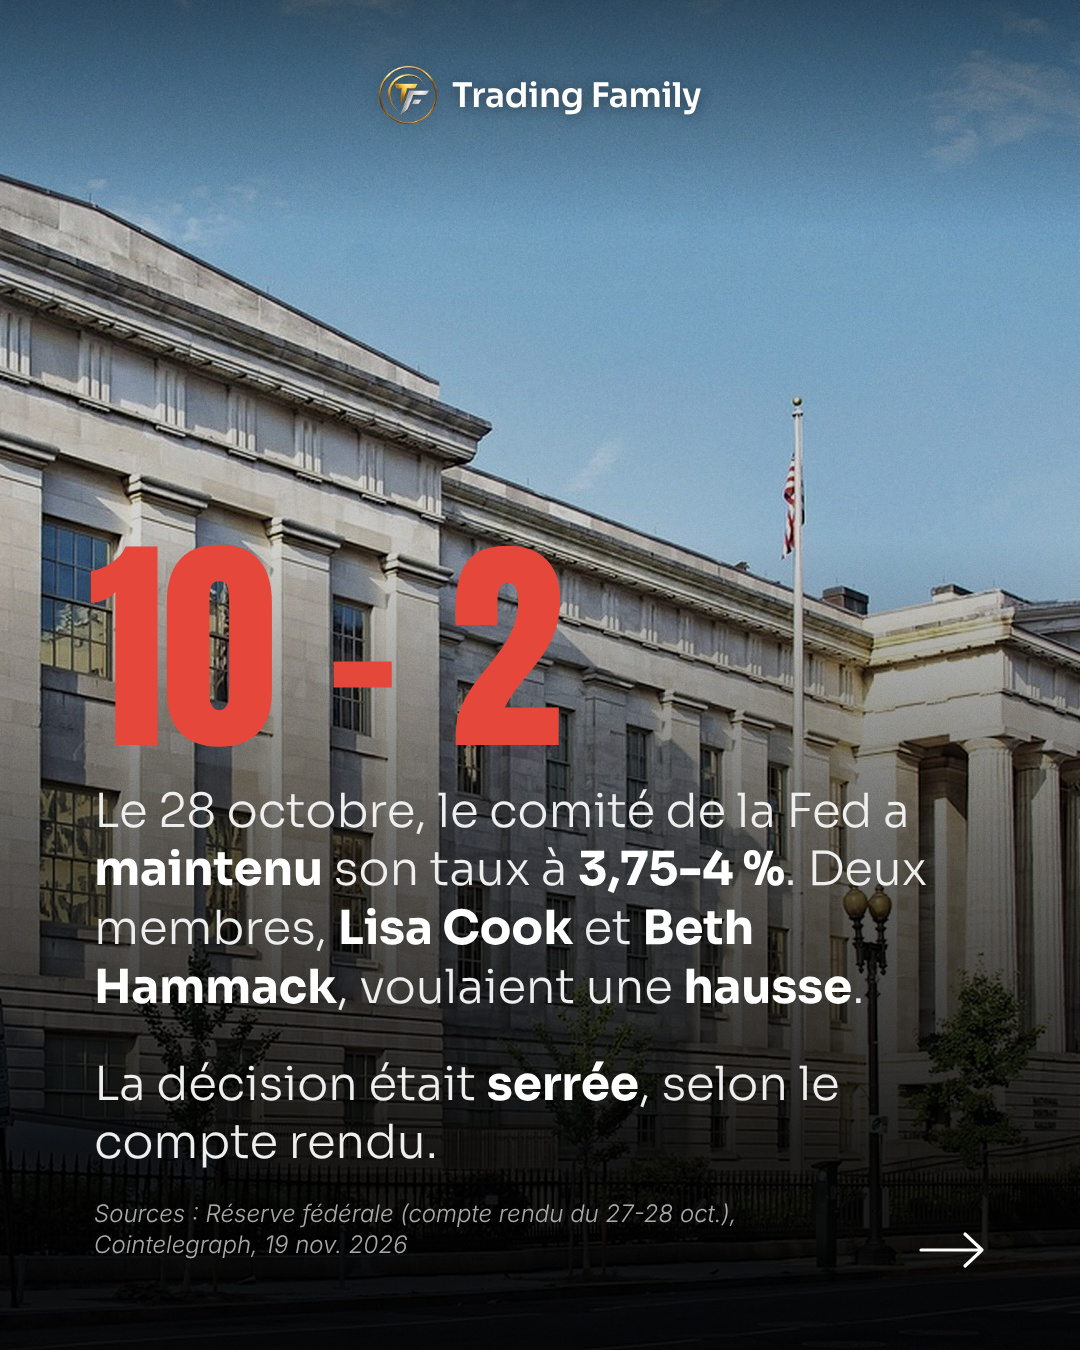 Trading Family
10 - 2
Le 28 octobre, le comité de la Fed a
maintenu son taux à 3,75–4 %. Deux
membres, Lisa Cook et Beth
Hammack, voulaient une hausse.
La décision était serrée, selon le
compte rendu.
Sources : Réserve fédérale (compte rendu du 27-28 oct.),
Cointelegraph, 19 nov. 2026